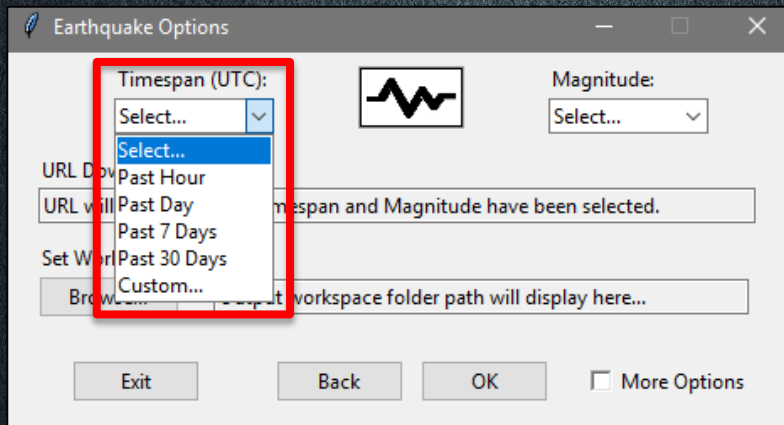 Earthquake Options
Timespan (UTC):
Magnitude:
Select...
Select...
Select...
Past Hour
Past Day
Past 7 Days
Past 30 Days
Custom...
URL
URL will mespan and Magnitude have been selected.
Set
workspace folder path will display here...
Exit
Back
OK
More Options